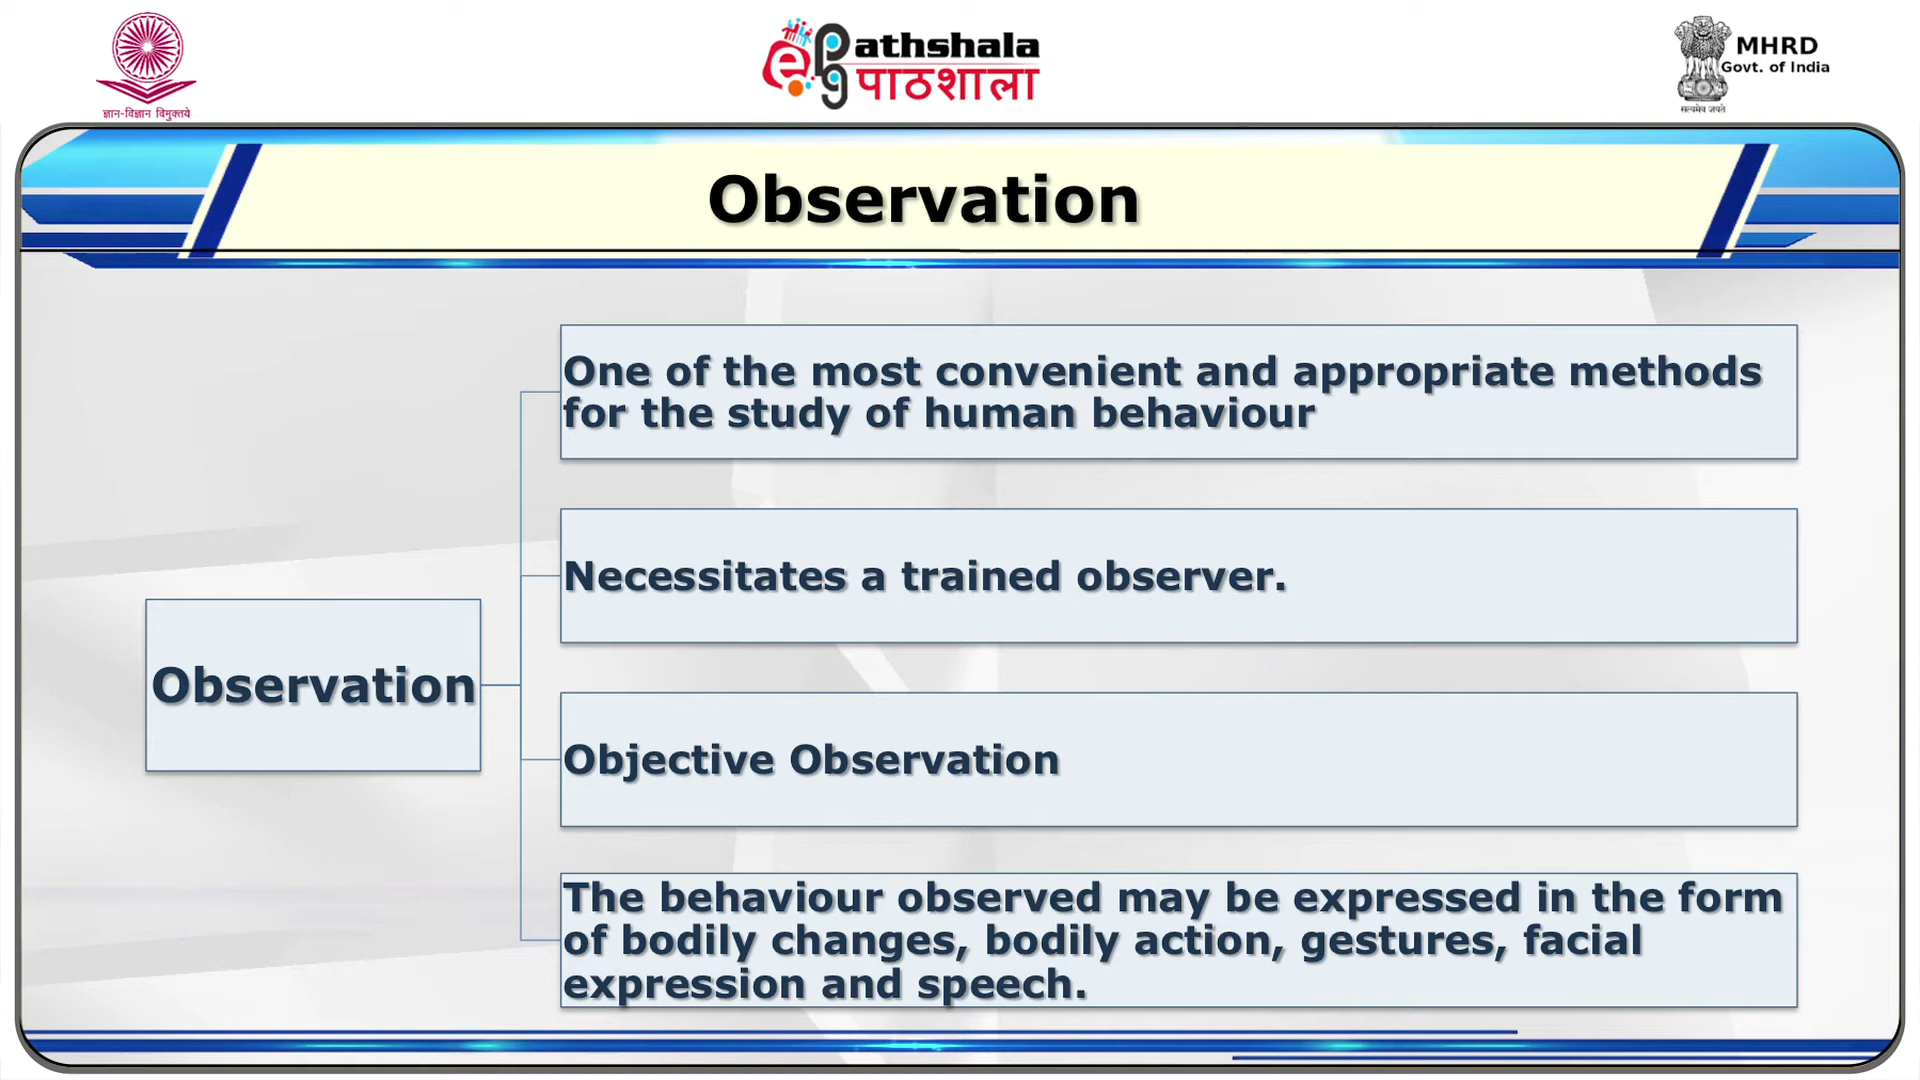 ज्ञान-विज्ञान विमुक्तये
ePG athshala
पाठशाला
MHRD
Govt. of India
सत्यमेव जयते
Observation
One of the most convenient and appropriate methods
for the study of human behaviour
Necessitates a trained observer.
Observation
Objective Observation
The behaviour observed may be expressed in the form
of bodily changes, bodily action, gestures, facial
expression and speech.